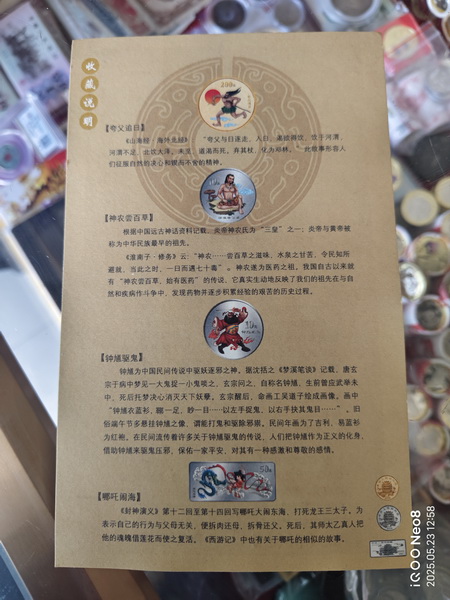 收藏说明
【夸父追日】
《山海经·海外北经》 “夸父与日逐走,入日。渴欲得饮,饮于河渭,
河渭不足,北饮大泽。未至,道渴而死。弃其杖,化为邓林。”此故事形容人
们征服自然的决心和锲而不舍的精神。
【神农尝百草】
根据中国远古神话资料记载,炎帝神农氏为“三皇”之一;炎帝与黄帝被
称为中华民族最早的祖先。
《淮南子·修务》云“神农……尝百草之滋味,水泉之甘苦,令民知所
避就,当此之时,一日而遇七十毒”。神农遂为医药之祖。我国自古以来就
有“神农尝百草,始有医药”的传说,它真实生动地反映了我们的祖先在与自
然和疾病作斗争中,发现药物并逐步积累经验的艰苦的历史过程。
10元
【钟馗驱鬼】
钟馗为中国民间传说中驱妖逐邪之神。据沈括之《梦溪笔谈》记载,唐玄
宗于病中梦见一大鬼捉一小鬼啖之,玄宗问之,自称名钟馗,生前曾应武举未
中,死后托梦决心消灭天下妖孽。玄宗醒后,命画工吴道子绘成画像。画中
“钟馗衣蓝衫,鞹一足,眇一目……以左手捉鬼,以右手抉其鬼目……”。旧
俗端午节多悬挂钟馗之像,谓能打鬼和驱除邪祟。民间年画为了吉利,易蓝衫
为红袍。在民间流传着许多关于钟馗驱鬼的传说,人们把钟馗作为正义的化身,
借助钟馗来驱鬼压邪,保佑一家平安,对其有一种感激和尊敬的感情。
50元
【哪吒闹海】
《封神演义》第十二回至第十四回写哪吒大闹东海,打死龙王三太子,为
表示自己的行为与父母无关,便拆肉还母、拆骨还父。死后,其师太乙真人把
他的魂魄借莲花而使之复活。《西游记》中也有关于哪吒的相似的故事。
iQOO Neo8
2025.05.23 12:58